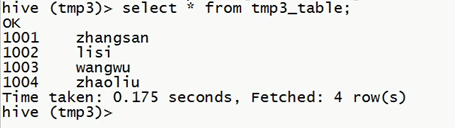 hive (tmp3)> select * from tmp3_table;
OK
1001    zhangsan
1002    lisi
1003    wangwu
1004    zhaoliu
Time taken: 0.175 seconds, Fetched: 4 row(s)
hive (tmp3)>